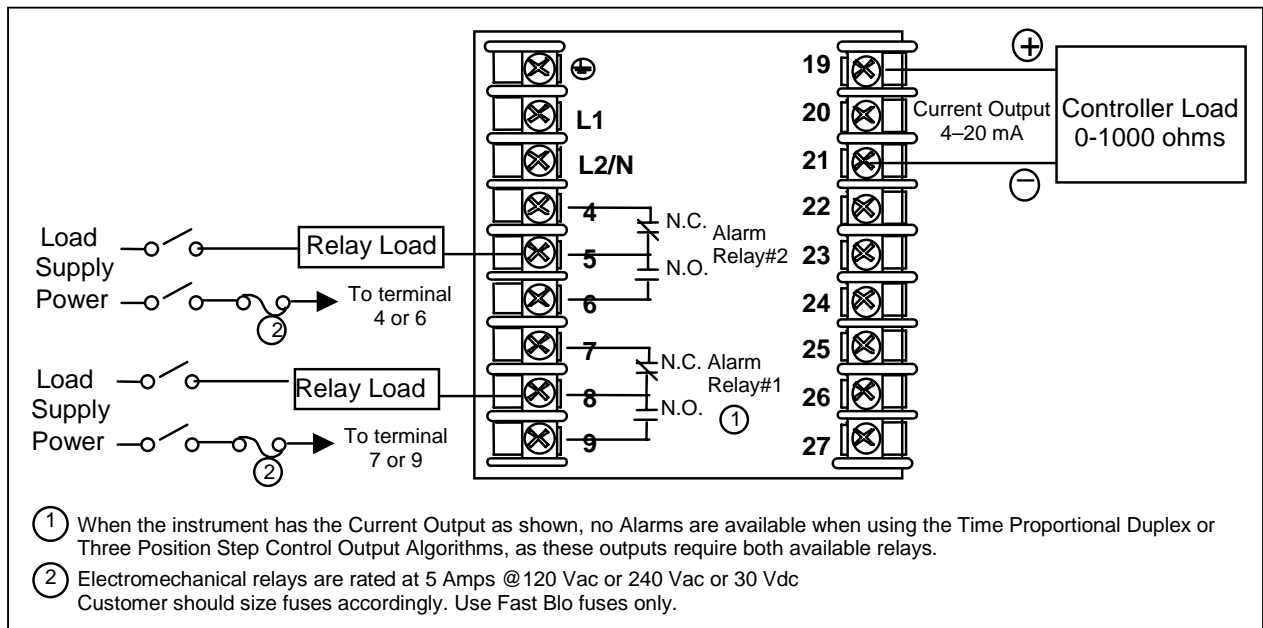 19
20
21
22
23
24
25
26
27
L1
L2/N
4
5
6
7
8
9
+
−
Current Output
4–20 mA
Controller Load
0-1000 ohms
N.C.
N.O.
Alarm
Relay#2
N.C.
N.O.
Alarm
Relay#1
1
Load
Supply
Power
Relay Load
2
To terminal
4 or 6
Load
Supply
Power
Relay Load
2
To terminal
7 or 9
1 When the instrument has the Current Output as shown, no Alarms are available when using the Time Proportional Duplex or
Three Position Step Control Output Algorithms, as these outputs require both available relays.
2 Electromechanical relays are rated at 5 Amps @120 Vac or 240 Vac or 30 Vdc
Customer should size fuses accordingly. Use Fast Blo fuses only.